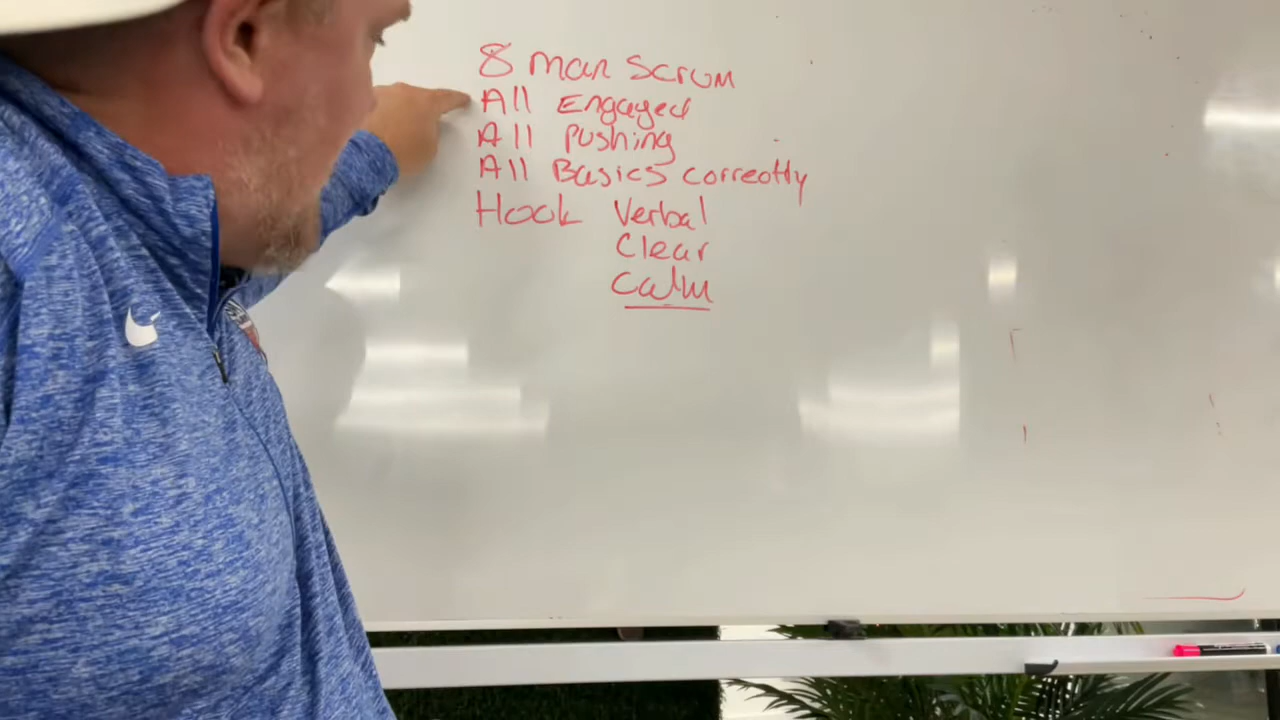 8 man Scrum
All Engaged
All Pushing
All Basics correctly
Hook Verbal
Clear
Calm